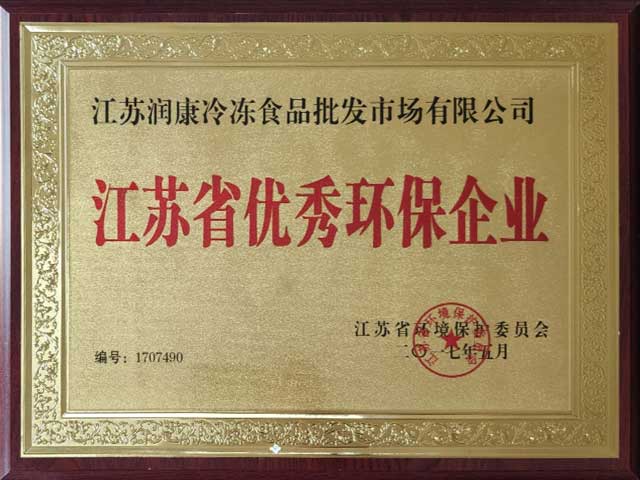 江苏润康冷冻食品批发市场有限公司
江苏省优秀环保企业
江苏省环境保护委员会
二〇一七年五月
编号：1707490